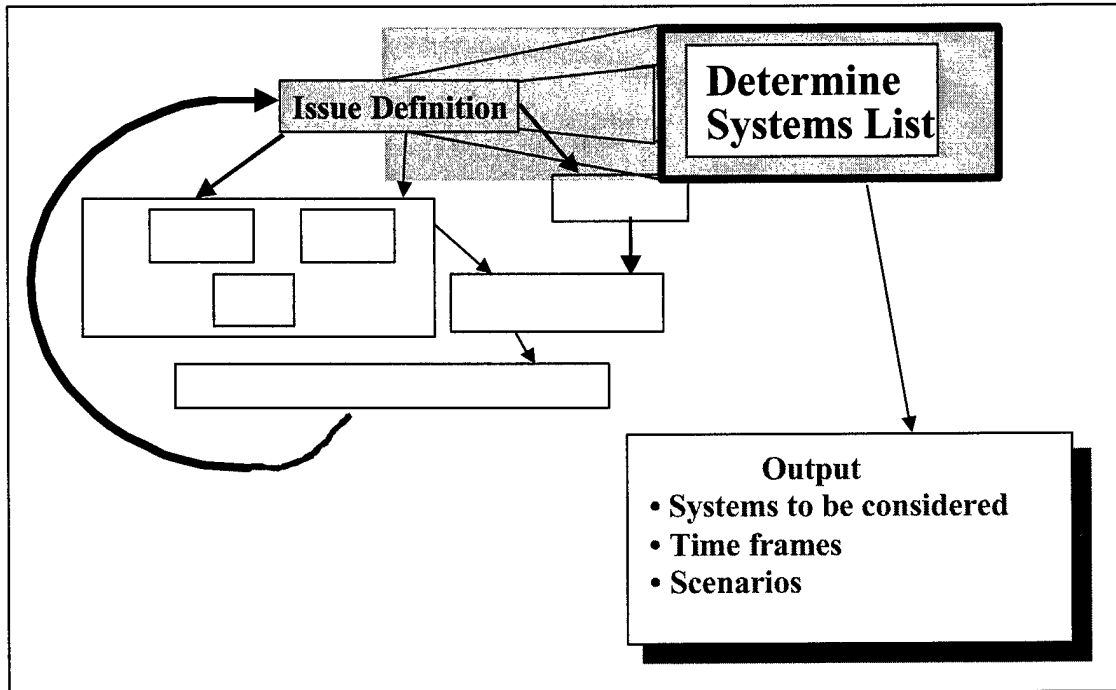 Issue Definition
Determine
Systems List
Output
• Systems to be considered
• Time frames
• Scenarios